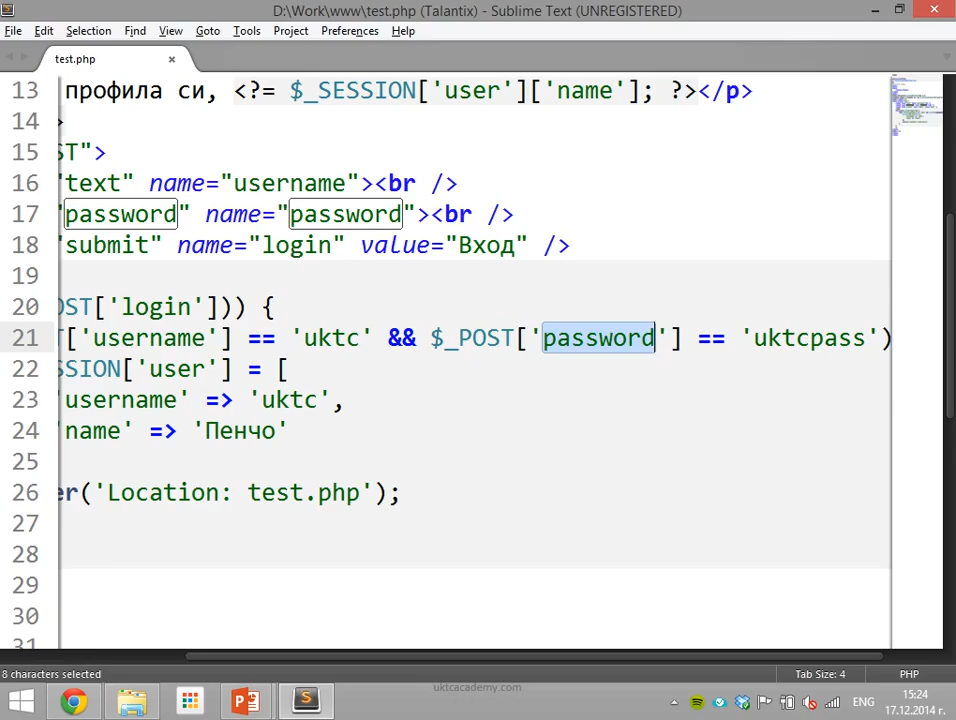 D:\Work\www\test.php (Talantix) - Sublime Text (UNREGISTERED)
File Edit Selection Find View Goto Tools Project Preferences Help
test.php ×
13 профила си, <?= $_SESSION['user']['name']; ?></p>
14 >
15 ST">
16 "text" name="username"><br />
17 "password" name="password"><br />
18 "submit" name="login" value="Вход" />
19
20 OST['login'])) {
21 T['username'] == 'uktc' && $_POST['password'] == 'uktcpass')
22 SSION['user'] = [
23 'username' => 'uktc',
24 'name' => 'Пенчо'
25
26 er('Location: test.php');
27
28
29
30
31
8 characters selected Tab Size: 4 PHP
uktcacademy.com
ENG 15:24
17.12.2014 г.